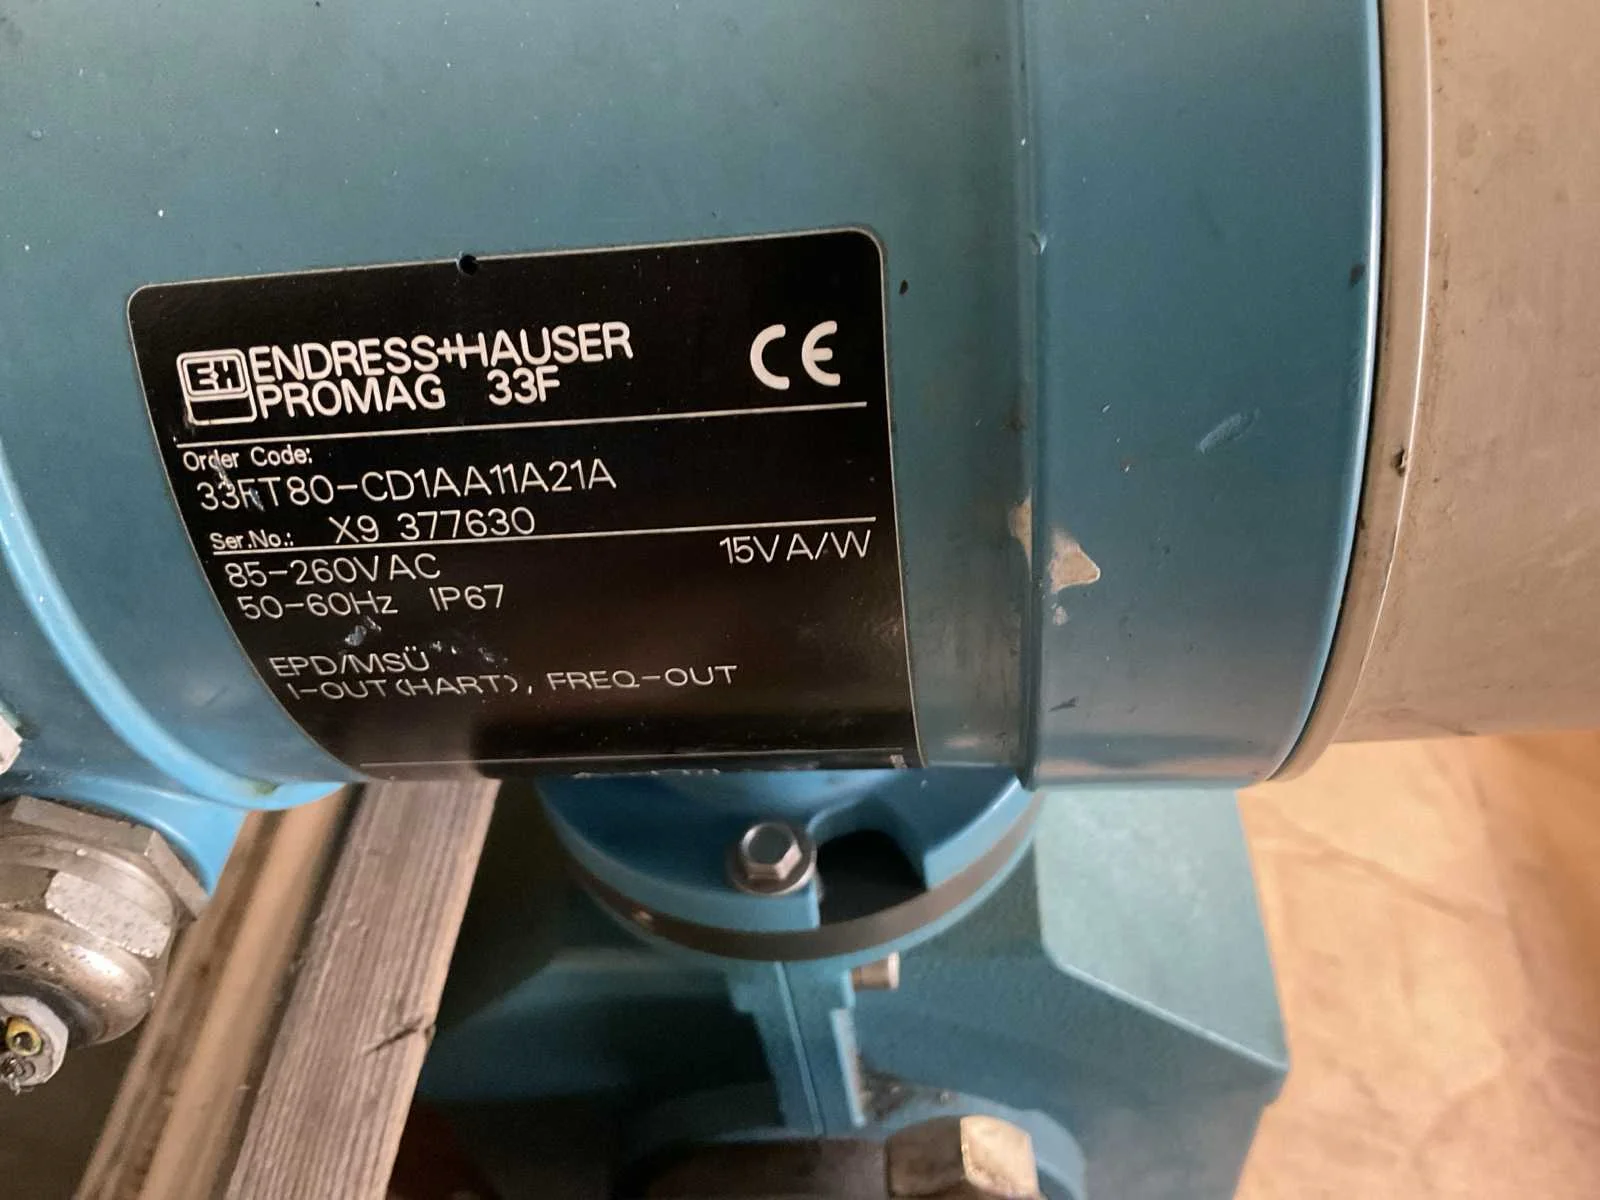 E+H ENDRESS+HAUSER
PROMAG 33F
CE
Order Code:
33FT80-CD1AA11A21A
Ser.No.: X9 377630
85-260VAC 15VA/W
50-60Hz IP67
EPD/MSÜ
I-OUT(HART), FREQ-OUT